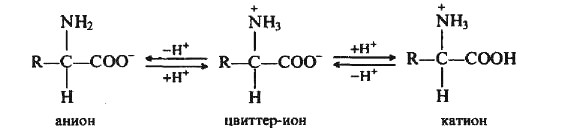 NH₂ +NH₃ +NH₃
R—C—COO⁻ −H⁺ +H⁺ R—C—COO⁻ +H⁺ −H⁺ R—C—COOH
H H H
анион цвиттер-ион катион